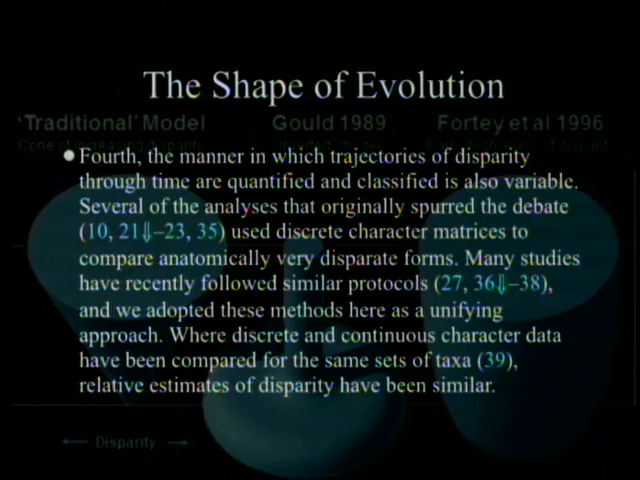 The Shape of Evolution
'Traditional' Model Gould 1989 Fortey et al 1996
Cone of increasing disparity
Fourth, the manner in which trajectories of disparity
through time are quantified and classified is also variable.
Several of the analyses that originally spurred the debate
(10, 21⇓–23, 35) used discrete character matrices to
compare anatomically very disparate forms. Many studies
have recently followed similar protocols (27, 36⇓–38),
and we adopted these methods here as a unifying
approach. Where discrete and continuous character data
have been compared for the same sets of taxa (39),
relative estimates of disparity have been similar.
← Disparity →